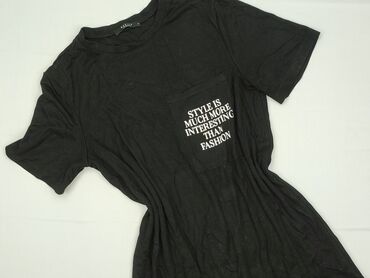 STYLE IS
MUCH MORE
INTERESTING
THAN
FASHION